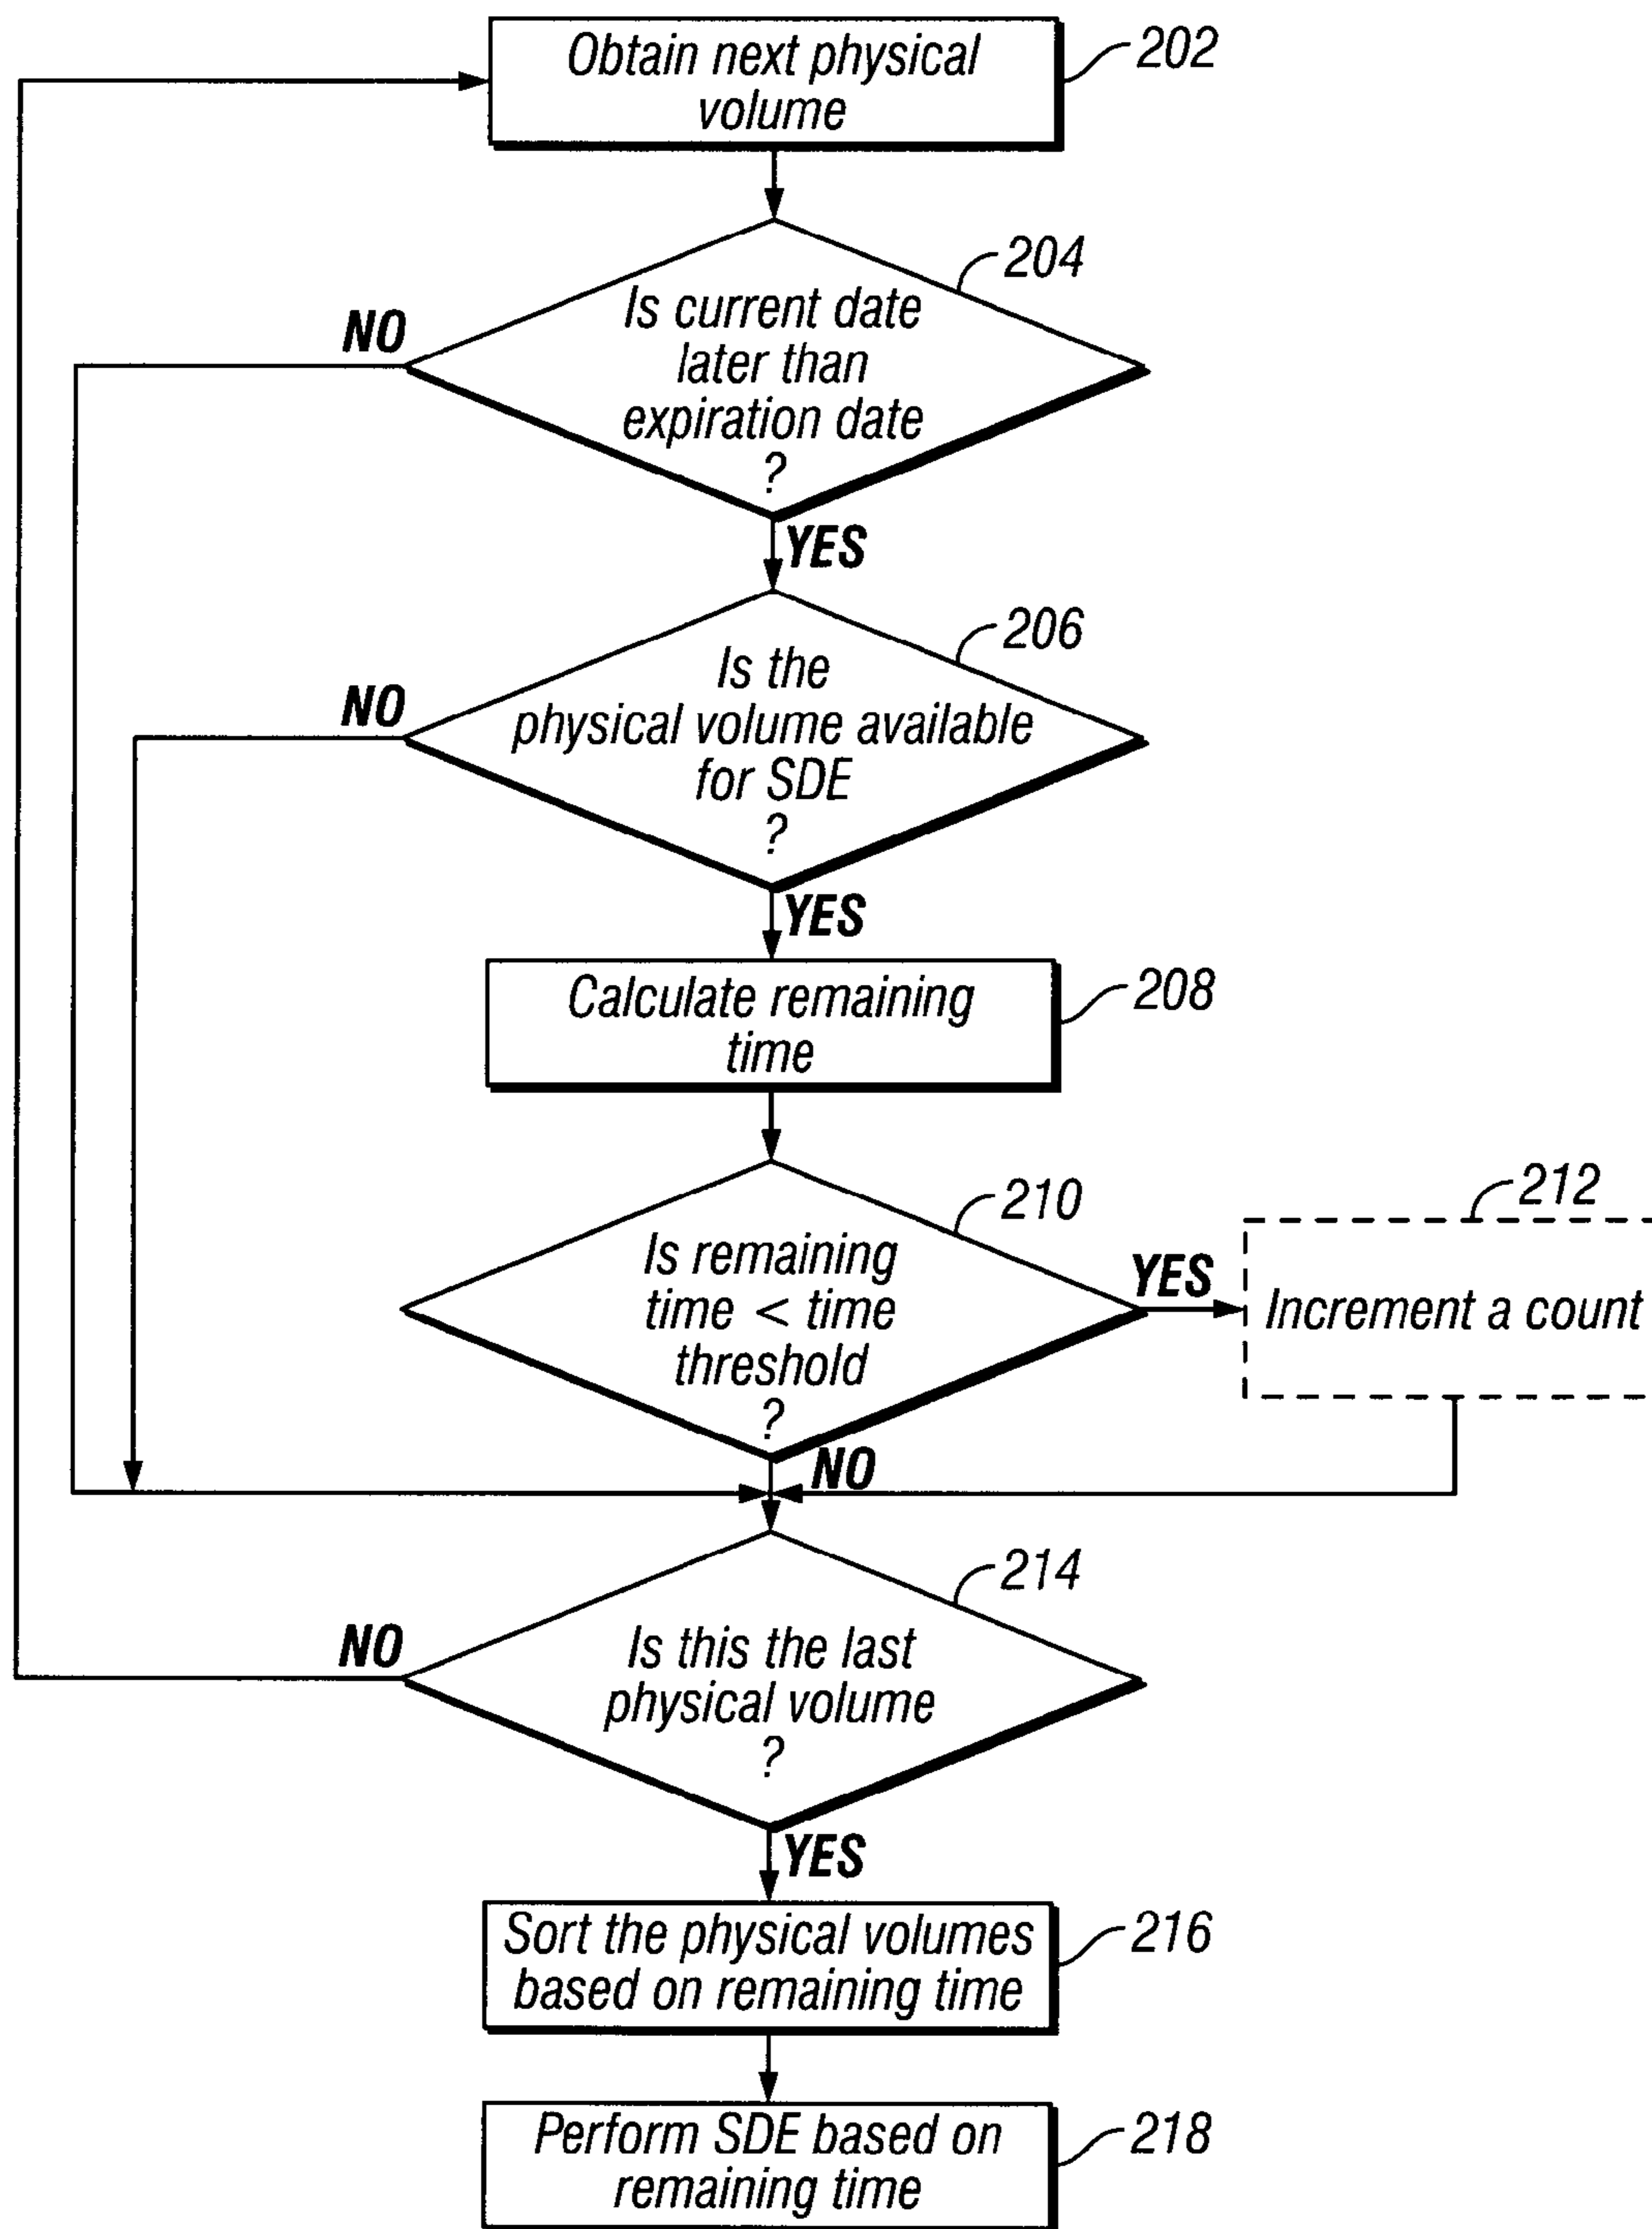 Obtain next physical
volume
202
204
Is current date
later than
expiration date
?
NO
YES
206
Is the
physical volume available
for SDE
?
NO
YES
Calculate remaining
time
208
210
Is remaining
time < time
threshold
?
YES
212
Increment a count
NO
214
Is this the last
physical volume
?
NO
YES
Sort the physical volumes
based on remaining time
216
Perform SDE based on
remaining time
218